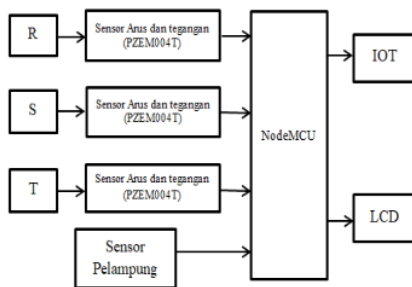 R
Sensor Arus dan tegangan
(PZEM004T)
S
Sensor Arus dan tegangan
(PZEM004T)
T
Sensor Arus dan tegangan
(PZEM004T)
Sensor
Pelampung
NodeMCU
IOT
LCD